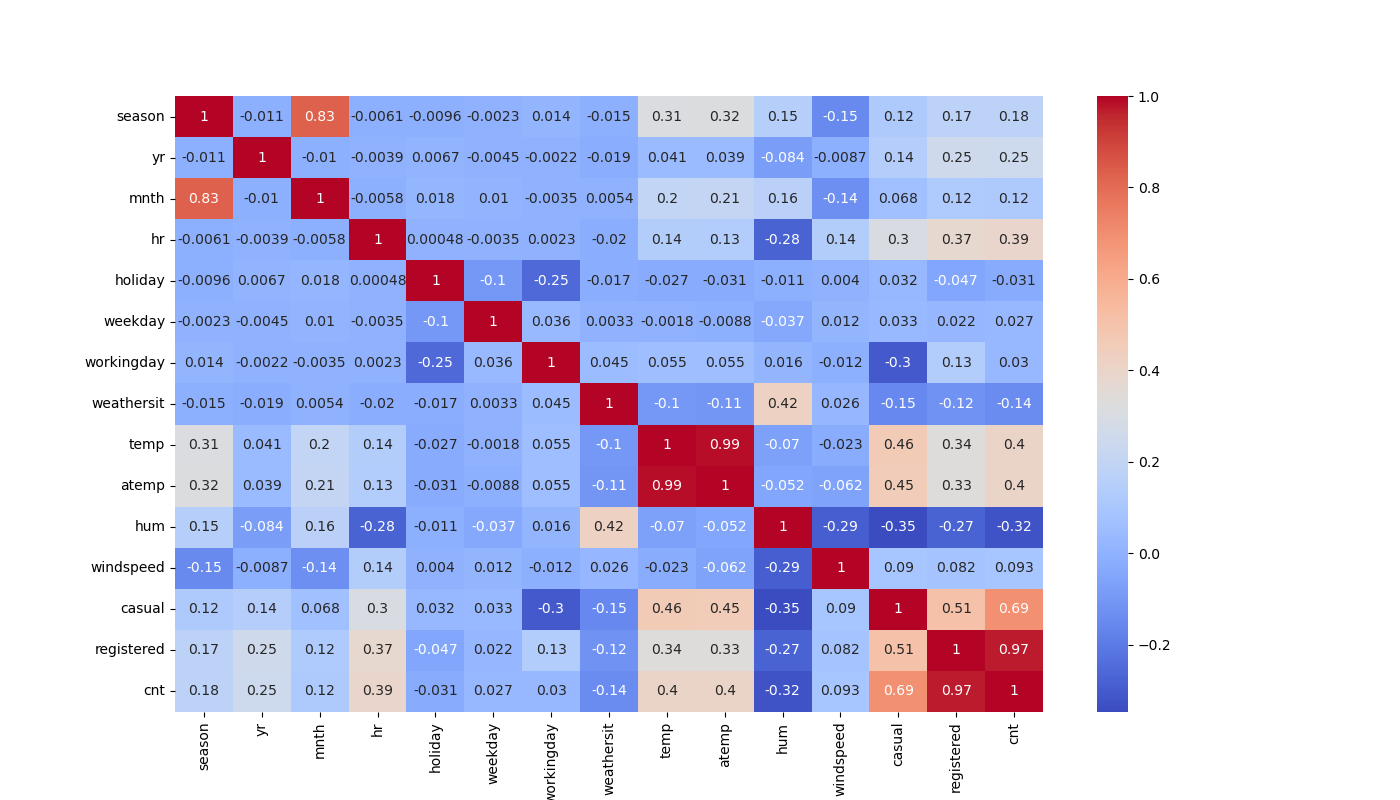 season 1 -0.011 0.83 -0.0061 -0.0096 -0.0023 0.014 -0.015 0.31 0.32 0.15 -0.15 0.12 0.17 0.18
yr -0.011 1 -0.01 -0.0039 0.0067 -0.0045 -0.0022 -0.019 0.041 0.039 -0.084 -0.0087 0.14 0.25 0.25
mnth 0.83 -0.01 1 -0.0058 0.018 0.01 -0.0035 0.0054 0.2 0.21 0.16 -0.14 0.068 0.12 0.12
hr -0.0061 -0.0039 -0.0058 1 0.00048 -0.0035 0.0023 -0.02 0.14 0.13 -0.28 0.14 0.3 0.37 0.39
holiday -0.0096 0.0067 0.018 0.00048 1 -0.1 -0.25 -0.017 -0.027 -0.031 -0.011 0.004 0.032 -0.047 -0.031
weekday -0.0023 -0.0045 0.01 -0.0035 -0.1 1 0.036 0.0033 -0.0018 -0.0088 -0.037 0.012 0.033 0.022 0.027
workingday 0.014 -0.0022 -0.0035 0.0023 -0.25 0.036 1 0.045 0.055 0.055 0.016 -0.012 -0.3 0.13 0.03
weathersit -0.015 -0.019 0.0054 -0.02 -0.017 0.0033 0.045 1 -0.1 -0.11 0.42 0.026 -0.15 -0.12 -0.14
temp 0.31 0.041 0.2 0.14 -0.027 -0.0018 0.055 -0.1 1 0.99 -0.07 -0.023 0.46 0.34 0.4
atemp 0.32 0.039 0.21 0.13 -0.031 -0.0088 0.055 -0.11 0.99 1 -0.052 -0.062 0.45 0.33 0.4
hum 0.15 -0.084 0.16 -0.28 -0.011 -0.037 0.016 0.42 -0.07 -0.052 1 -0.29 -0.35 -0.27 -0.32
windspeed -0.15 -0.0087 -0.14 0.14 0.004 0.012 -0.012 0.026 -0.023 -0.062 -0.29 1 0.09 0.082 0.093
casual 0.12 0.14 0.068 0.3 0.032 0.033 -0.3 -0.15 0.46 0.45 -0.35 0.09 1 0.51 0.69
registered 0.17 0.25 0.12 0.37 -0.047 0.022 0.13 -0.12 0.34 0.33 -0.27 0.082 0.51 1 0.97
cnt 0.18 0.25 0.12 0.39 -0.031 0.027 0.03 -0.14 0.4 0.4 -0.32 0.093 0.69 0.97 1
season yr mnth hr holiday weekday workingday weathersit temp atemp hum windspeed casual registered cnt
1.0
0.8
0.6
0.4
0.2
0.0
−0.2